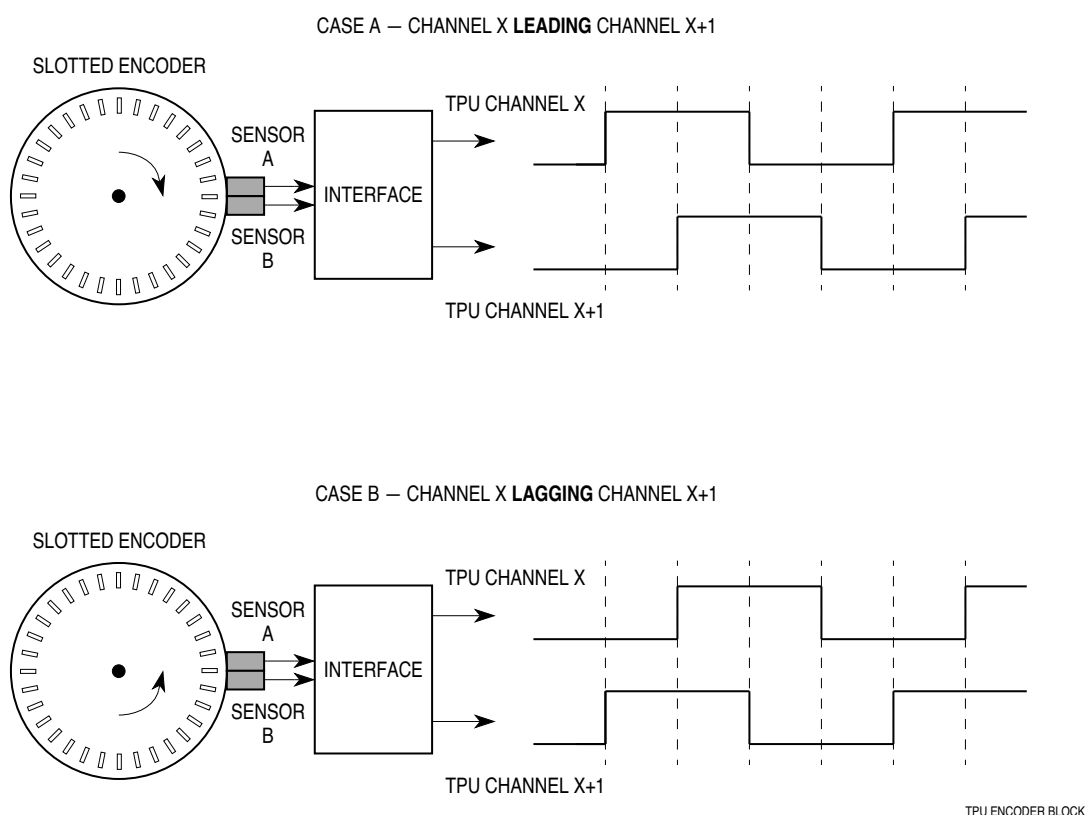 CASE A — CHANNEL X LEADING CHANNEL X+1
SLOTTED ENCODER
TPU CHANNEL X
SENSOR
A
INTERFACE
SENSOR
B
TPU CHANNEL X+1
CASE B — CHANNEL X LAGGING CHANNEL X+1
SLOTTED ENCODER
TPU CHANNEL X
SENSOR
A
INTERFACE
SENSOR
B
TPU CHANNEL X+1
TPU ENCODER BLOCK